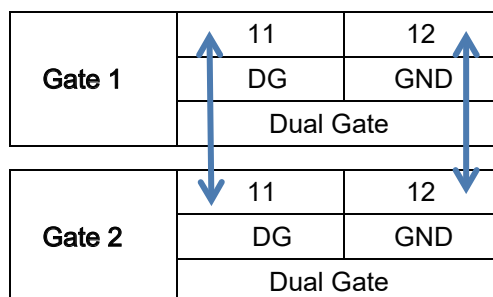 11 12
Gate 1 DG GND
Dual Gate
11 12
Gate 2 DG GND
Dual Gate